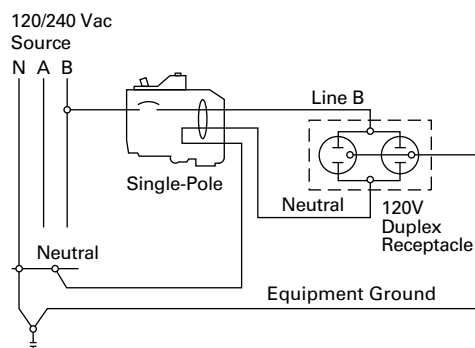 120/240 Vac
Source
N A B
Line B
Single-Pole
Neutral
120V
Duplex
Receptacle
Neutral
Equipment Ground